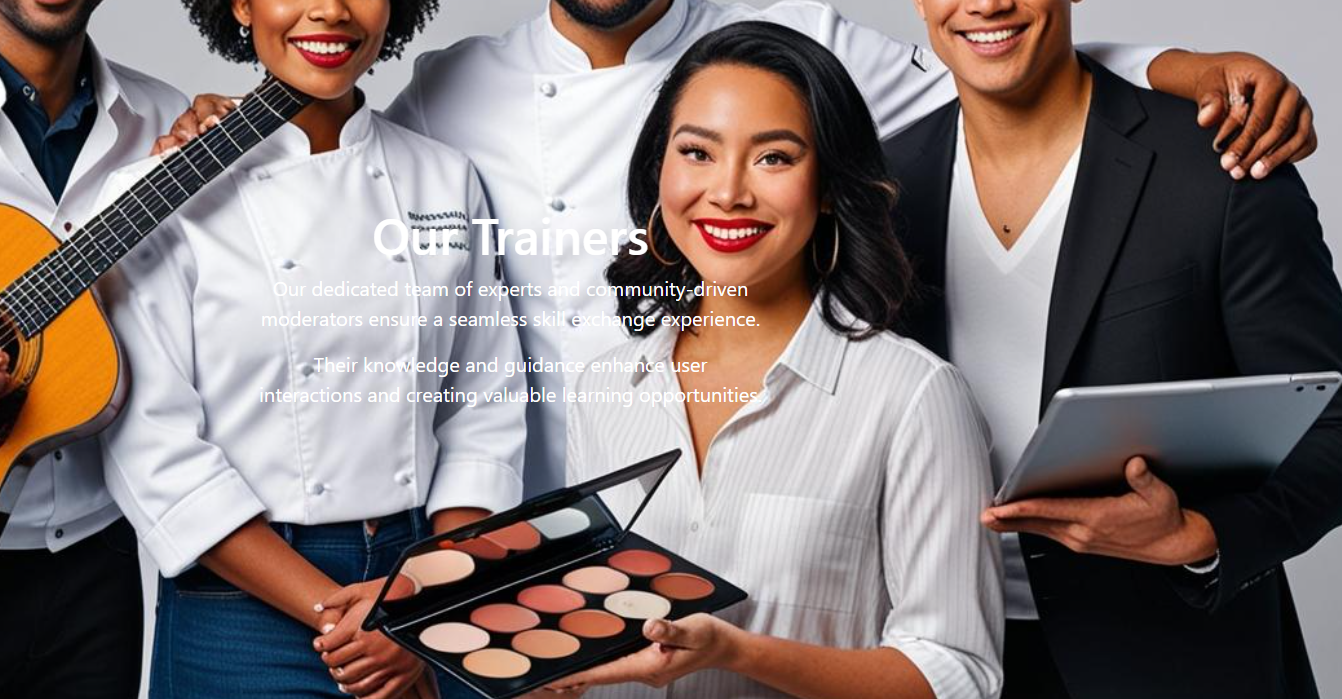 Our Trainers
Our dedicated team of experts and community-driven
moderators ensure a seamless skill exchange experience.
Their knowledge and guidance enhance user
interactions and creating valuable learning opportunities.